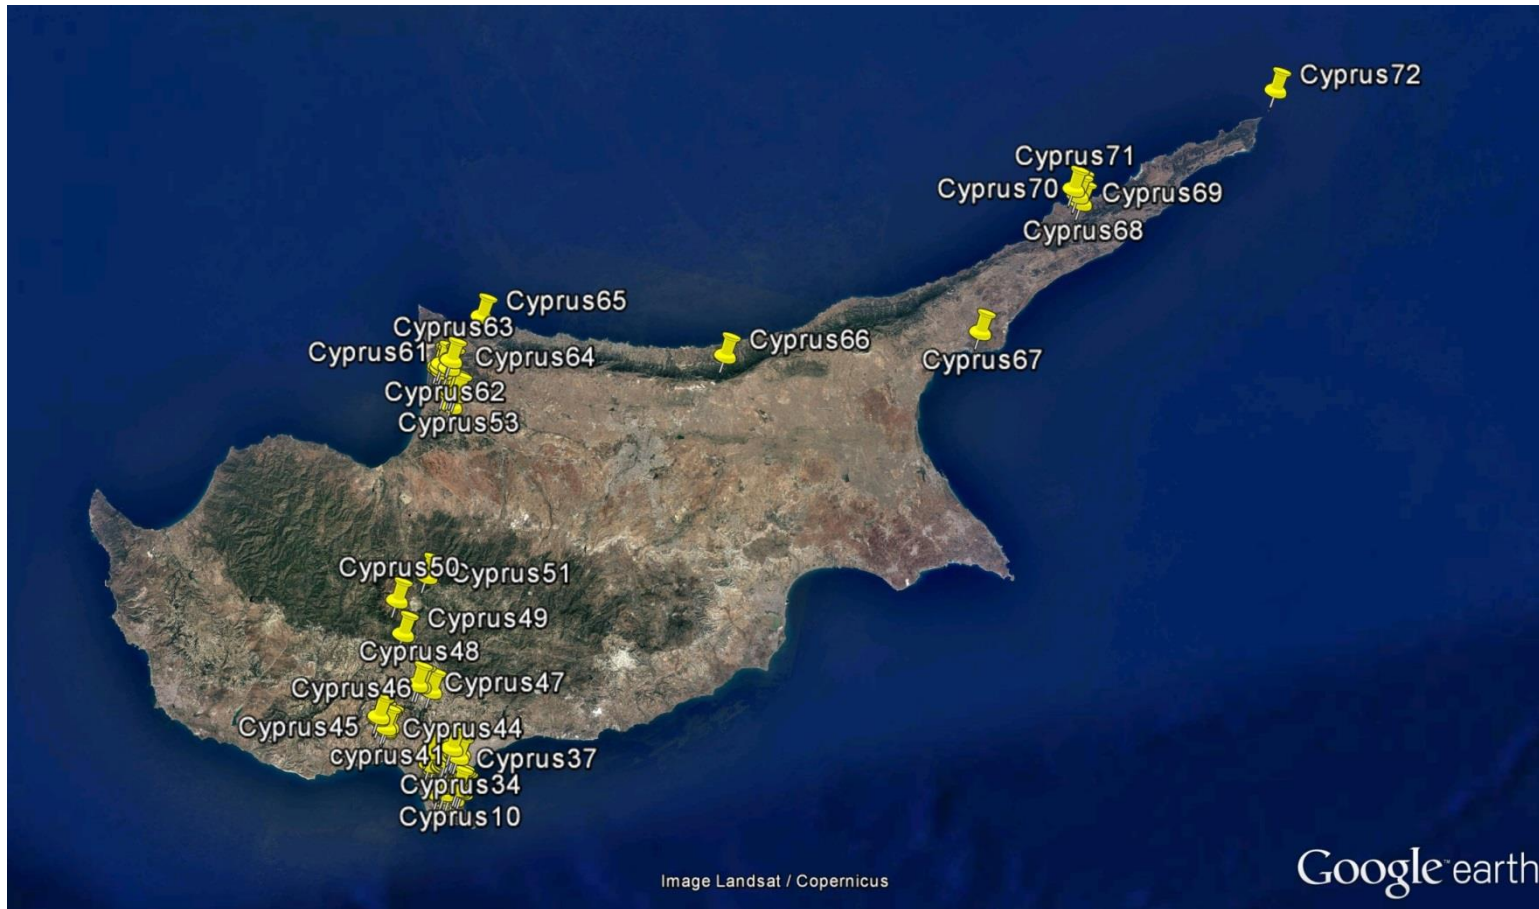 Cyprus72
Cyprus71
Cyprus70
Cyprus69
Cyprus68
Cyprus65
Cyprus63
Cyprus66
Cyprus61
Cyprus64
Cyprus67
Cyprus62
Cyprus53
Cyprus50
Cyprus51
Cyprus49
Cyprus48
Cyprus46
Cyprus47
Cyprus45
Cyprus44
cyprus41
Cyprus37
Cyprus34
Cyprus10
Image Landsat / Copernicus
Google™ earth